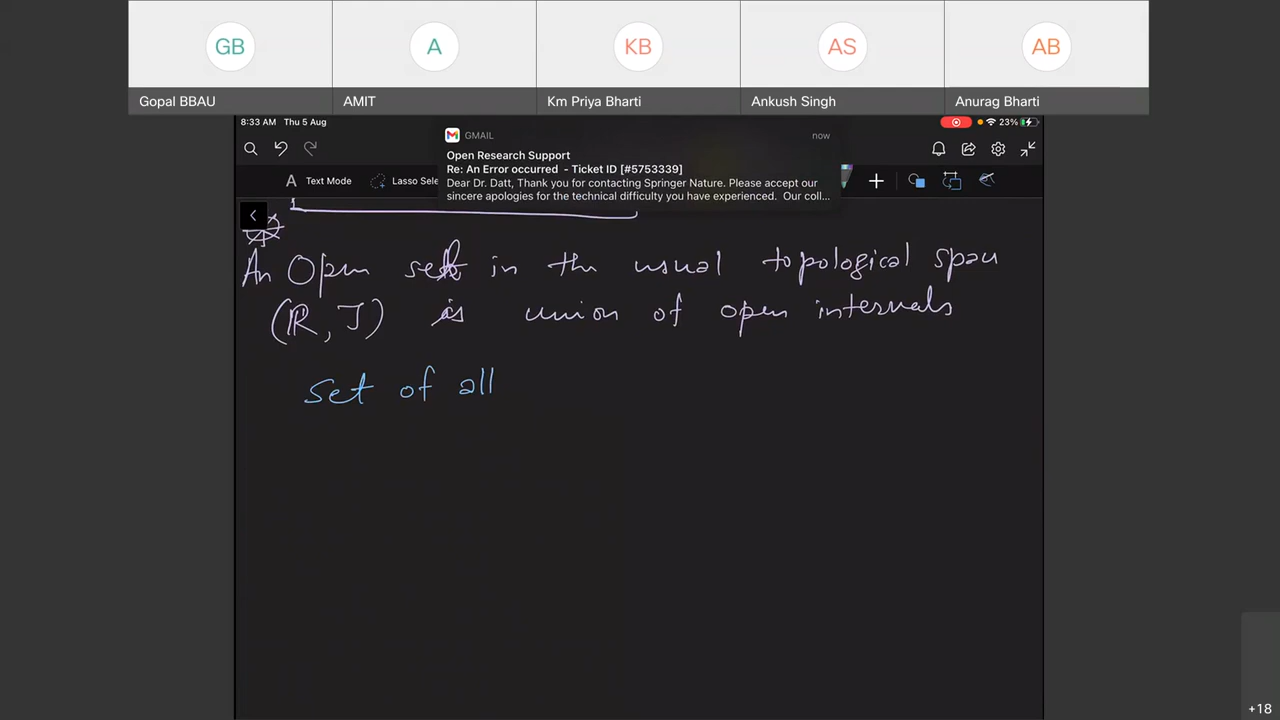 GB
A
KB
AS
AB
Gopal BBAU
AMIT
Km Priya Bharti
Ankush Singh
Anurag Bharti
8:33 AM Thu 5 Aug
23%
GMAIL
now
Open Research Support
Re: An Error occurred - Ticket ID [#5753339]
Dear Dr. Datt, Thank you for contacting Springer Nature. Please accept our
sincere apologies for the technical difficulty you have experienced. Our coll...
A Text Mode
Lasso Sele
An Open set in the usual topological space
(ℝ, T) is union of open intervals
set of all
+18